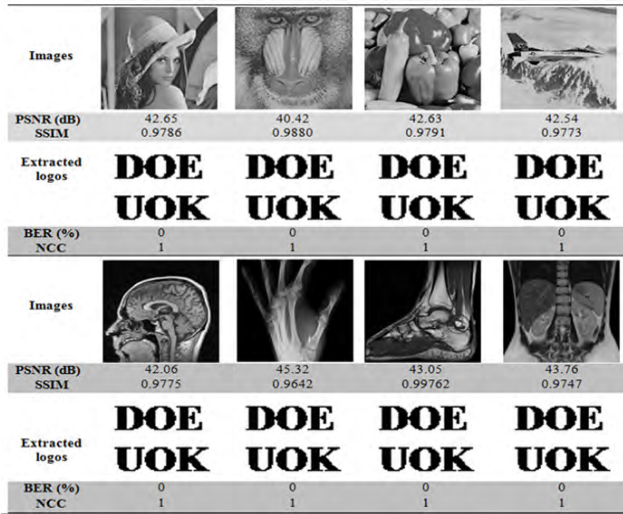 Images
PSNR (dB) 42.65 40.42 42.63 42.54
SSIM 0.9786 0.9880 0.9791 0.9773
Extracted logos DOE UOK DOE UOK DOE UOK DOE UOK
BER (%) 0 0 0 0
NCC 1 1 1 1
Images
PSNR (dB) 42.06 45.32 43.05 43.76
SSIM 0.9775 0.9642 0.99762 0.9747
Extracted logos DOE UOK DOE UOK DOE UOK DOE UOK
BER (%) 0 0 0 0
NCC 1 1 1 1